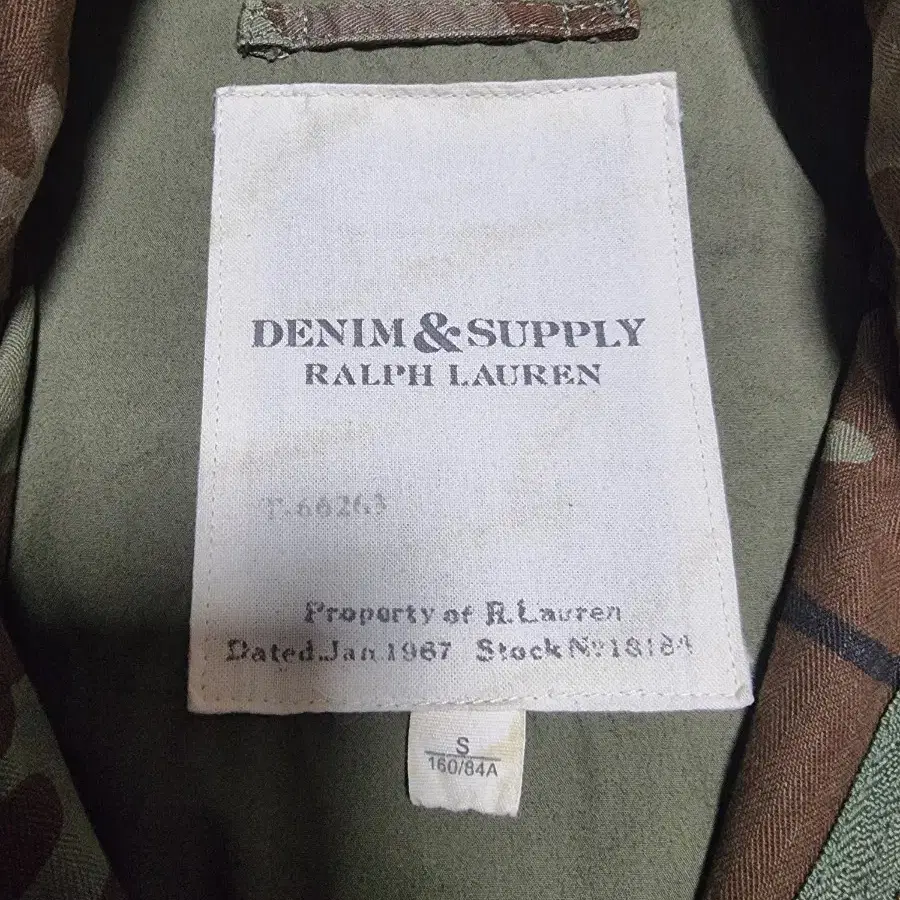 DENIM & SUPPLY
RALPH LAUREN
T-66263
Property of R.Lauren
Dated Jan 1967 Stock Nº 18184
S
160/84A